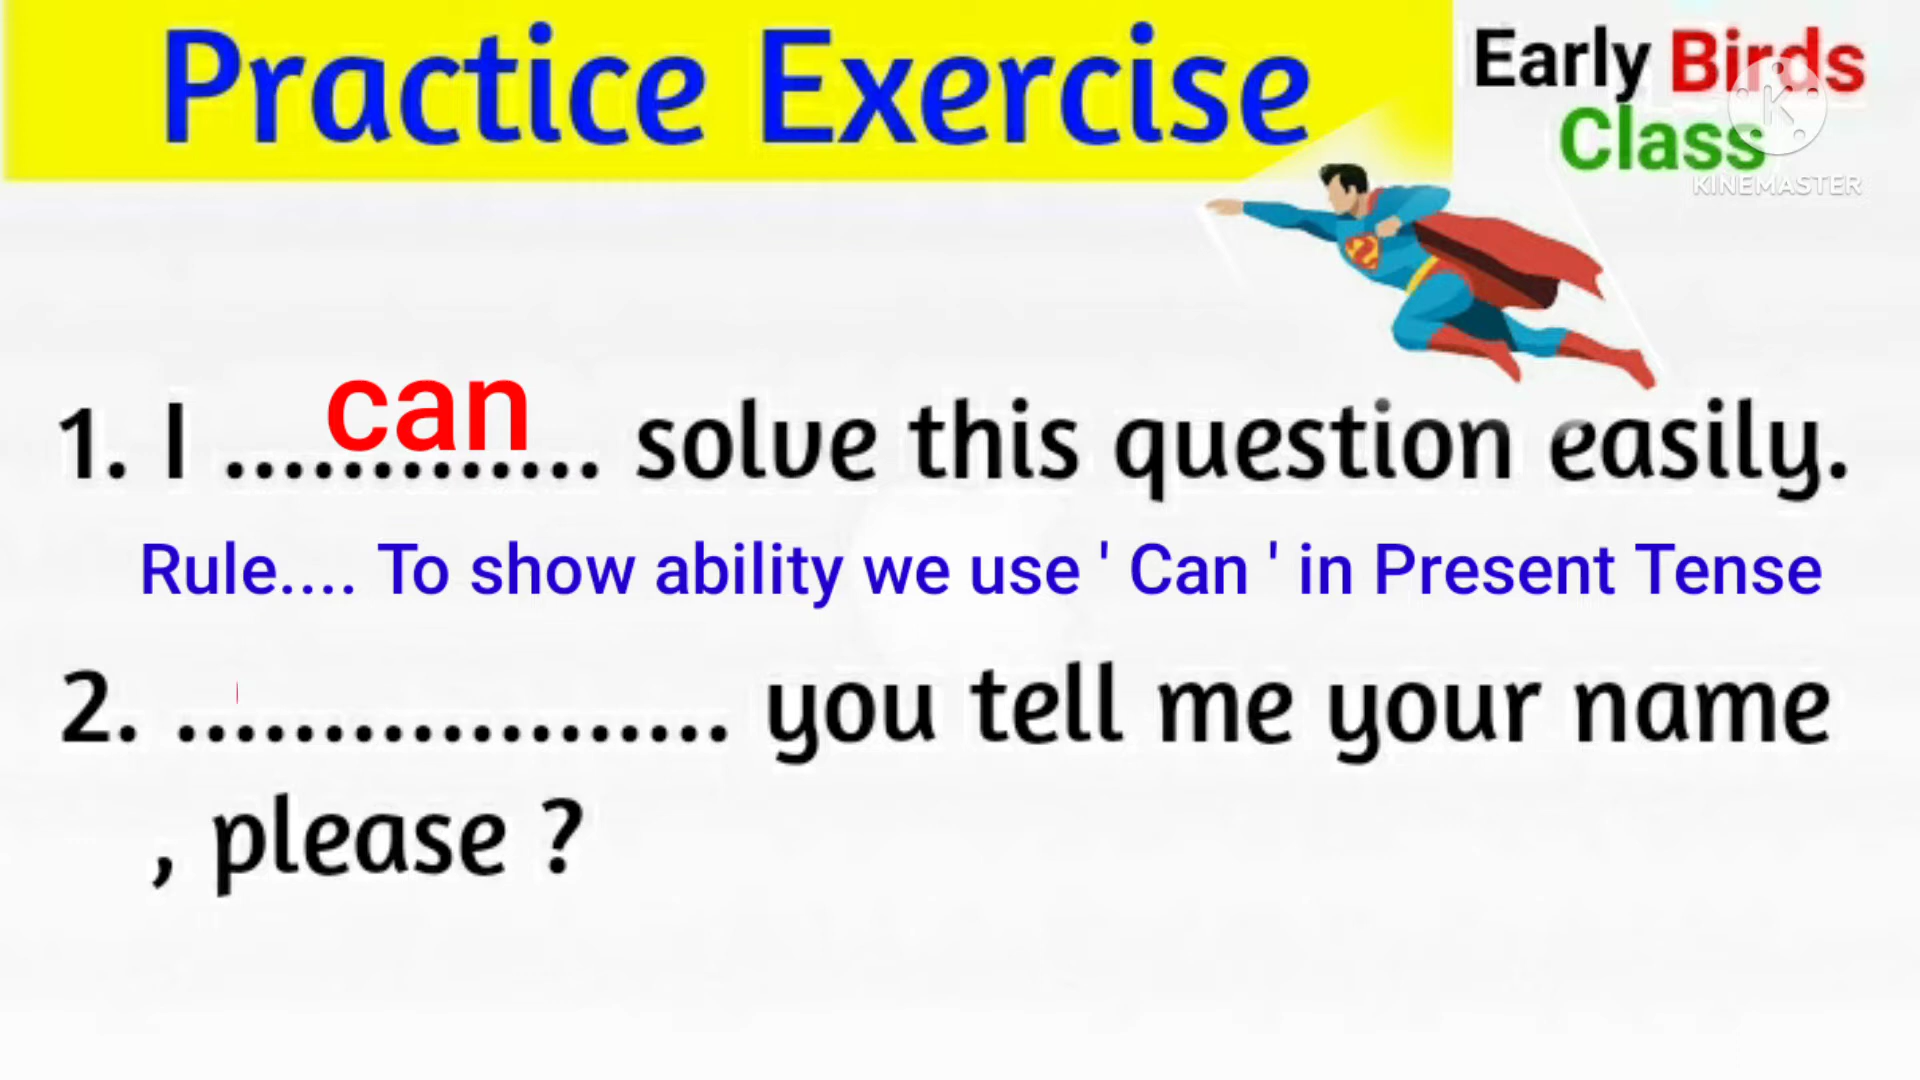 Practice Exercise
Early Birds
Class
KINEMASTER
1. I ............. solve this question easily.
can
Rule.... To show ability we use ' Can ' in Present Tense
2. ................... you tell me your name
, please ?